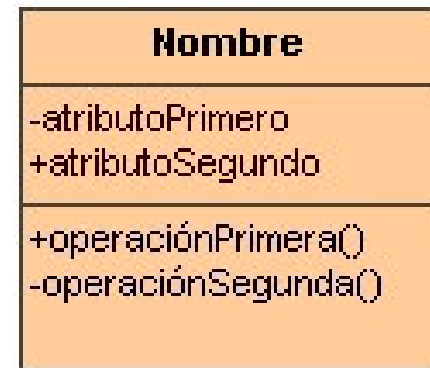 Nombre
-atributoPrimero
+atributoSegundo
+operaciónPrimera()
-operaciónSegunda()